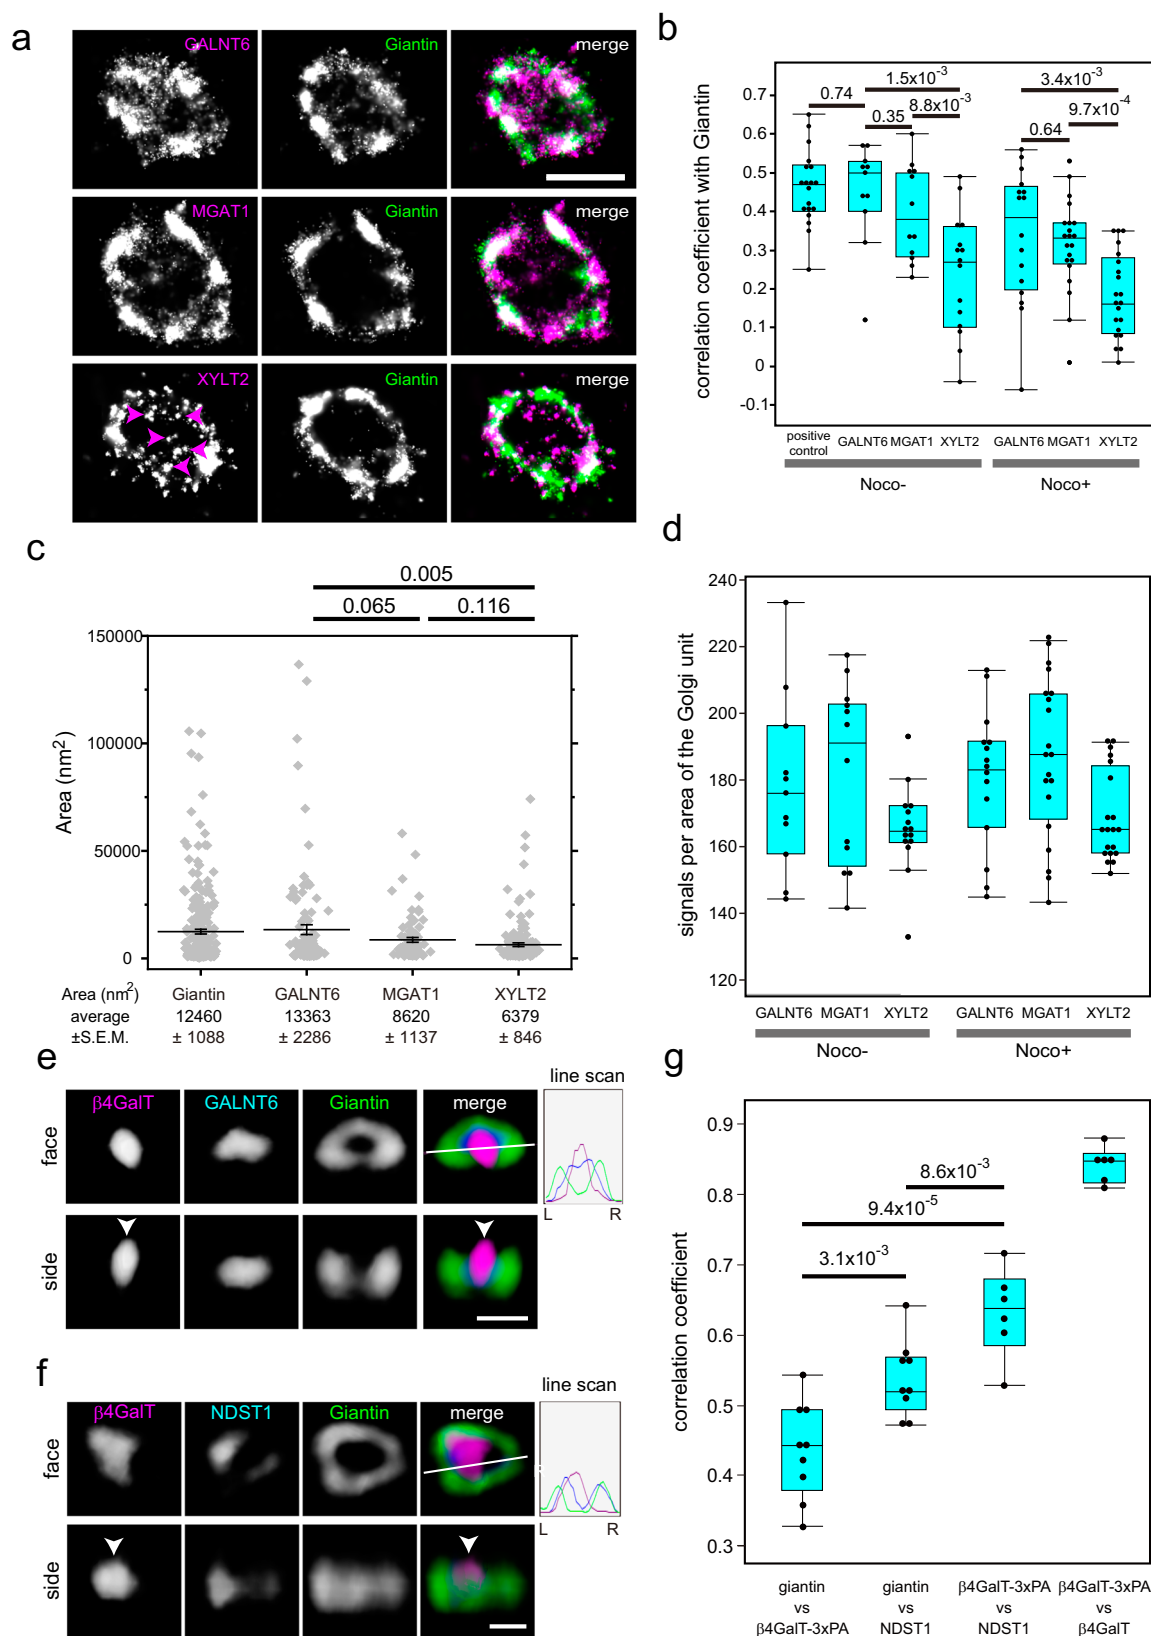 a
GALNT6
Giantin
merge
MGAT1
Giantin
merge
XYLT2
Giantin
merge
b
correlation coefficient with Giantin
0.7
0.6
0.5
0.4
0.3
0.2
0.1
0
-0.1
1.5x10⁻³
0.74
8.8x10⁻³
0.35
3.4x10⁻³
9.7x10⁻⁴
0.64
positive control
GALNT6
MGAT1
XYLT2
GALNT6
MGAT1
XYLT2
Noco-
Noco+
c
0.005
0.065
0.116
Area (nm²)
150000
100000
50000
0
Area (nm²) Giantin GALNT6 MGAT1 XYLT2
average 12460 13363 8620 6379
±S.E.M. ± 1088 ± 2286 ± 1137 ± 846
d
signals per area of the Golgi unit
240
220
200
180
160
140
120
GALNT6 MGAT1 XYLT2 GALNT6 MGAT1 XYLT2
Noco- Noco+
e
line scan
face
β4GalT
GALNT6
Giantin
merge
L R
side
f
line scan
face
β4GalT
NDST1
Giantin
merge
L R
side
g
correlation coefficient
0.9
0.8
0.7
0.6
0.5
0.4
0.3
8.6x10⁻³
9.4x10⁻⁵
3.1x10⁻³
giantin
vs
β4GalT-3xPA
giantin
vs
NDST1
β4GalT-3xPA
vs
NDST1
β4GalT-3xPA
vs
β4GalT